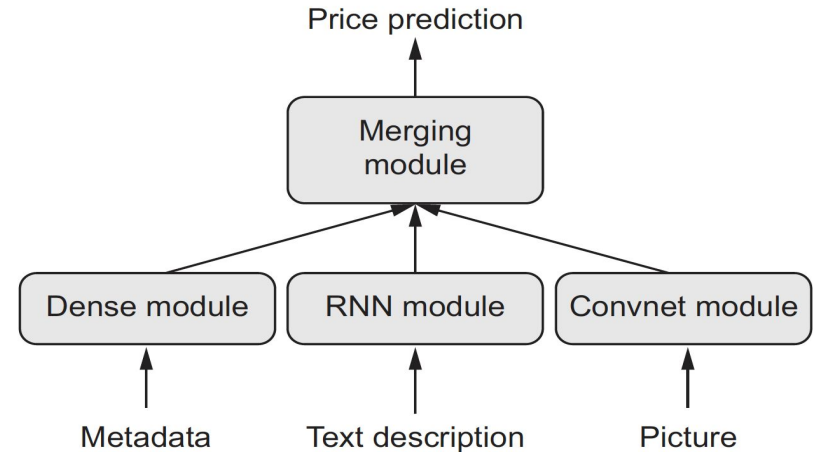 Price prediction
Merging
module
Dense module
RNN module
Convnet module
Metadata
Text description
Picture